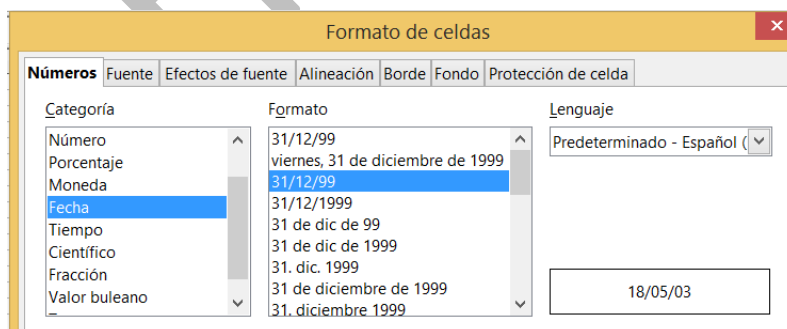 Formato de celdas
Números Fuente Efectos de fuente Alineación Borde Fondo Protección de celda
Categoría
Número
Porcentaje
Moneda
Fecha
Tiempo
Científico
Fracción
Valor buleano
Formato
31/12/99
viernes, 31 de diciembre de 1999
31/12/99
31/12/1999
31 de dic de 99
31 de dic de 1999
31. dic. 1999
31 de diciembre de 1999
31. diciembre 1999
Lenguaje
Predeterminado - Español (
18/05/03